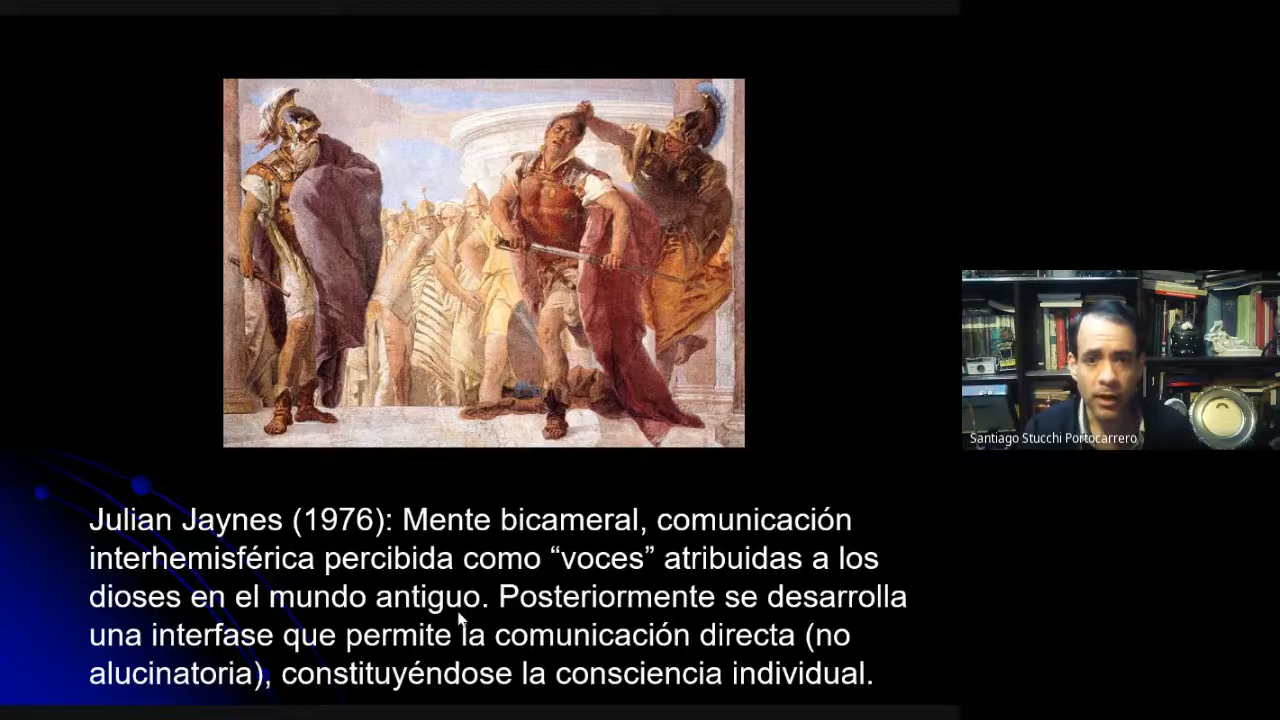 Santiago Stucchi Portocarrero
Julian Jaynes (1976): Mente bicameral, comunicación
interhemisférica percibida como “voces” atribuidas a los
dioses en el mundo antiguo. Posteriormente se desarrolla
una interfase que permite la comunicación directa (no
alucinatoria), constituyéndose la consciencia individual.